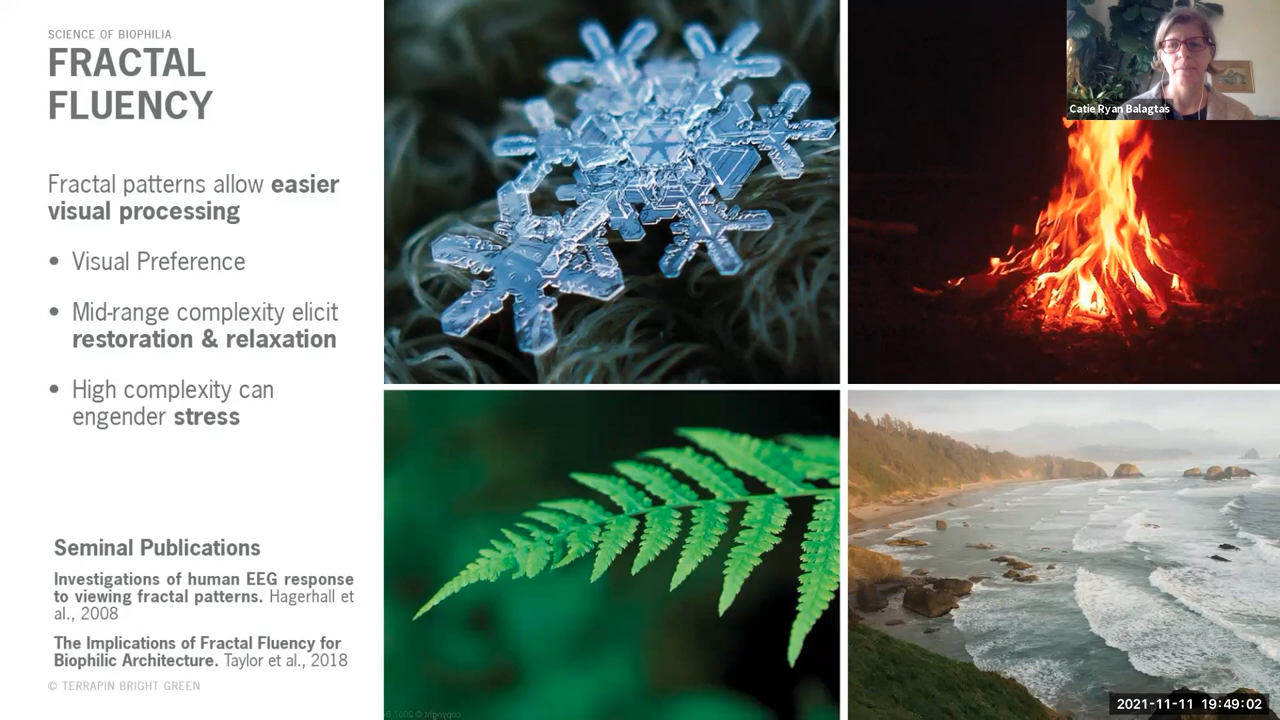 SCIENCE OF BIOPHILIA
FRACTAL
FLUENCY
Fractal patterns allow easier
visual processing
• Visual Preference
• Mid-range complexity elicit
restoration & relaxation
• High complexity can
engender stress
Seminal Publications
Investigations of human EEG response
to viewing fractal patterns. Hagerhall et
al., 2008
The Implications of Fractal Fluency for
Biophilic Architecture. Taylor et al., 2018
© TERRAPIN BRIGHT GREEN
Catie Ryan Balagtas
copyright © 2001
2021-11-11 19:49:02